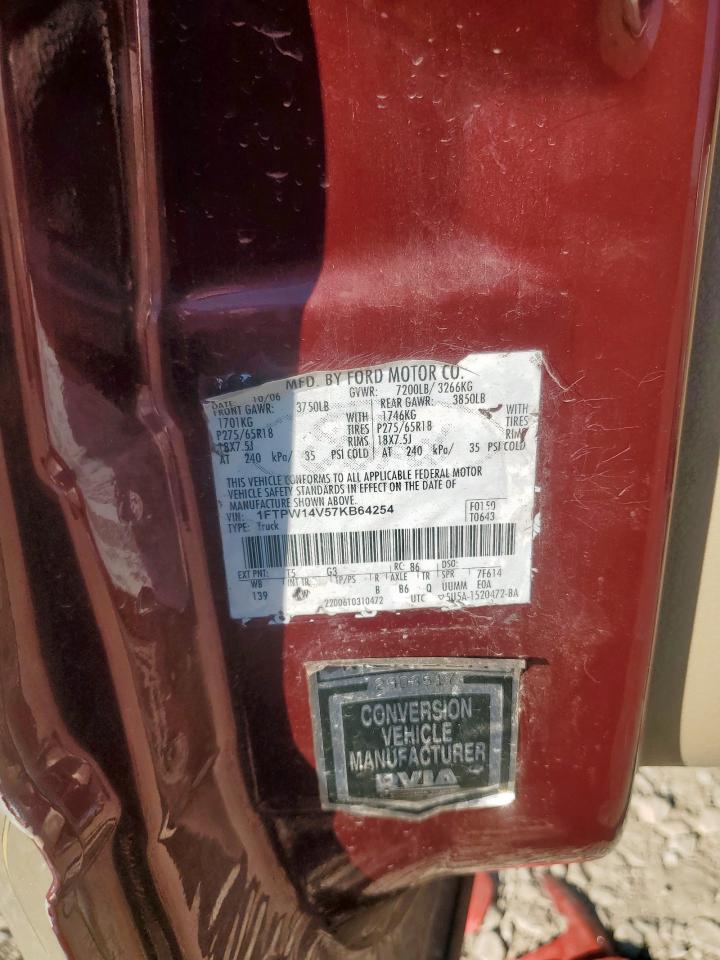 MFD. BY FORD MOTOR CO.
DATE: 10/06 GVWR: 7200LB/3266KG
FRONT GAWR: 3750LB REAR GAWR: 3850LB
1701KG WITH 1746KG WITH
P275/65R18 TIRES P275/65R18 TIRES
18X7.5J RIMS 18X7.5J RIMS
AT 240 kPa/ 35 PSI COLD AT 240 kPa/ 35 PSI COLD
THIS VEHICLE CONFORMS TO ALL APPLICABLE FEDERAL MOTOR
VEHICLE SAFETY STANDARDS IN EFFECT ON THE DATE OF
MANUFACTURE SHOWN ABOVE.
VIN: 1FTPW14V57KB64254 F0150
TYPE: Truck T0643
EXT PNT: T5 G3 RC: 86 DSO:
WB INT TR TP/PS R AXLE TR SPR 7F614
139 CW B B6 Q UUMM E0A
2200610310472 UTC 5U5A-1520472-BA
CONVERSION
VEHICLE
MANUFACTURER
RVIA